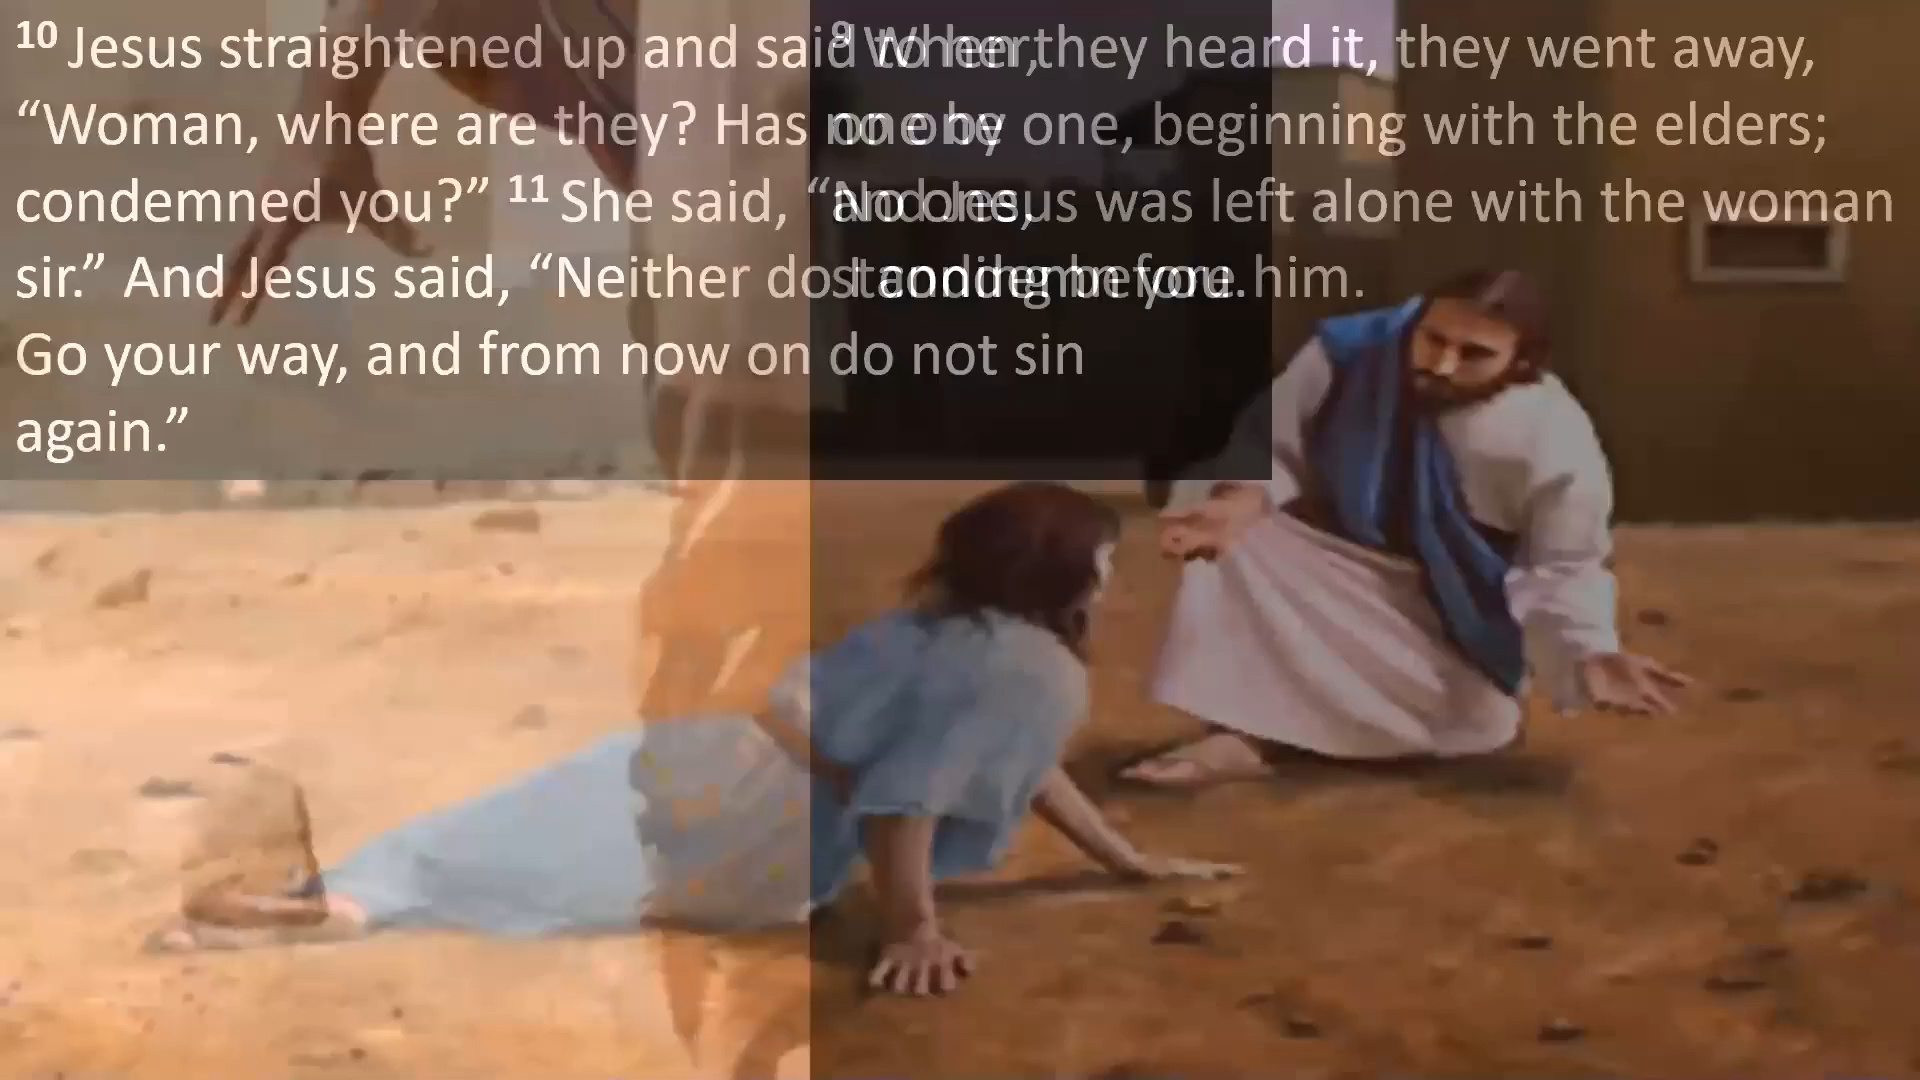 10 Jesus straightened up and said to her,
“Woman, where are they? Has no one
condemned you?” 11 She said, “No one,
sir.” And Jesus said, “Neither do I condemn you.
Go your way, and from now on do not sin
again.”
9 When they heard it, they went away,
one by one, beginning with the elders;
and Jesus was left alone with the woman
standing before him.